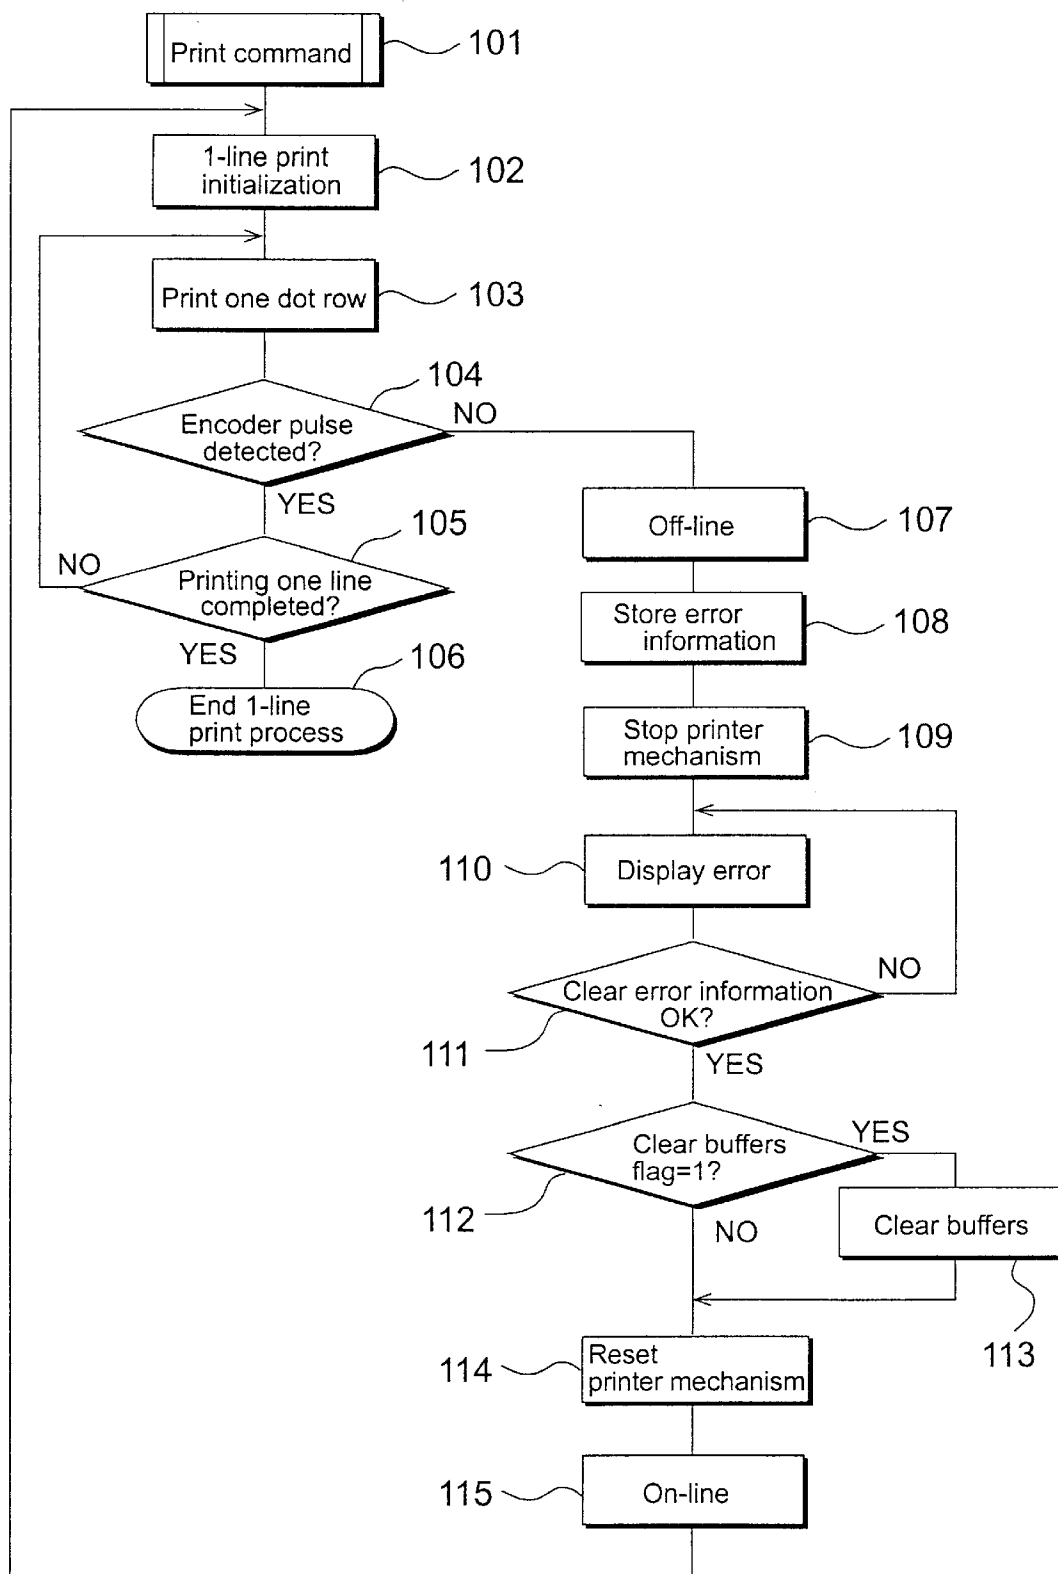 Print command
101
1-line print
initialization
102
Print one dot row
103
104
Encoder pulse
detected?
NO
YES
105
Printing one line
completed?
NO
YES
106
End 1-line
print process
Off-line
107
Store error
information
108
Stop printer
mechanism
109
Display error
110
Clear error information
OK?
NO
111
YES
Clear buffers
flag=1?
YES
112
NO
Clear buffers
113
Reset
printer mechanism
114
On-line
115